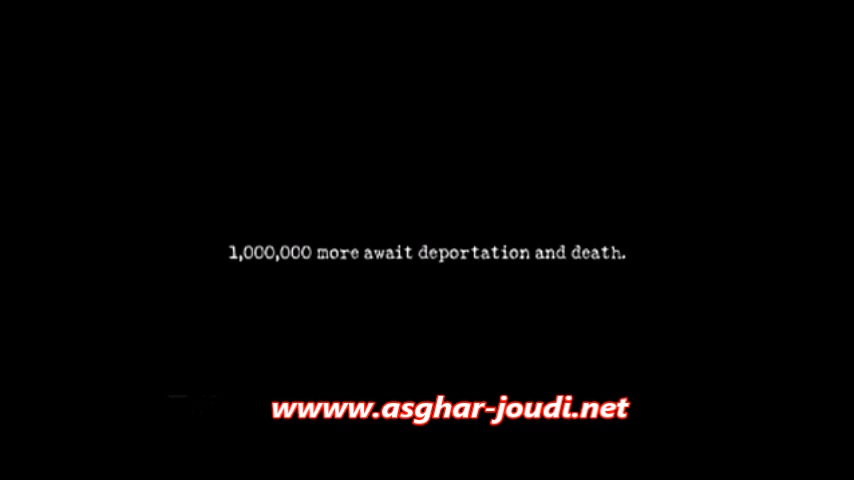 1,000,000 more await deportation and death.
wwww.asghar-joudi.net